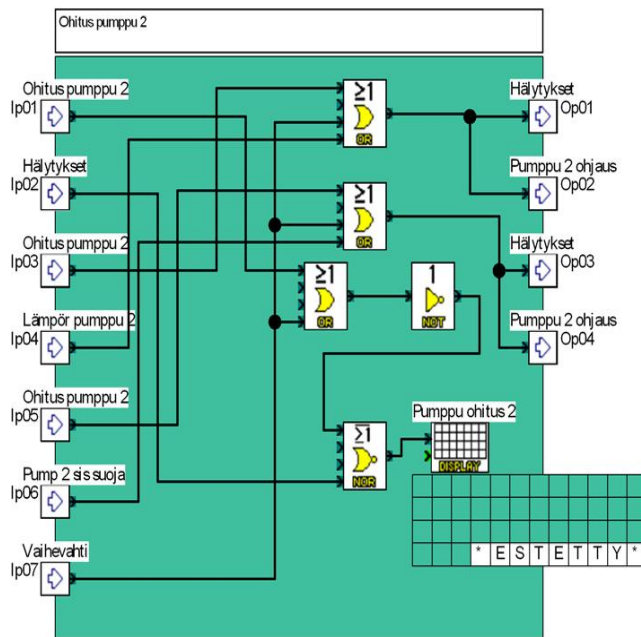 Ohitus pumppu 2
Ohitus pumppu 2
Ip01
Hälytykset
Ip02
Ohitus pumppu 2
Ip03
Lämpör pumppu 2
Ip04
Ohitus pumppu 2
Ip05
Pump 2 sis suoja
Ip06
Vaihevahti
Ip07
≥1
OR
≥1
OR
≥1
OR
1
NOT
≥1
NOR
Pumppu ohitus 2
DISPLAY
* E S T E T T Y *
Hälytykset
Op01
Pumppu 2 ohjaus
Op02
Hälytykset
Op03
Pumppu 2 ohjaus
Op04